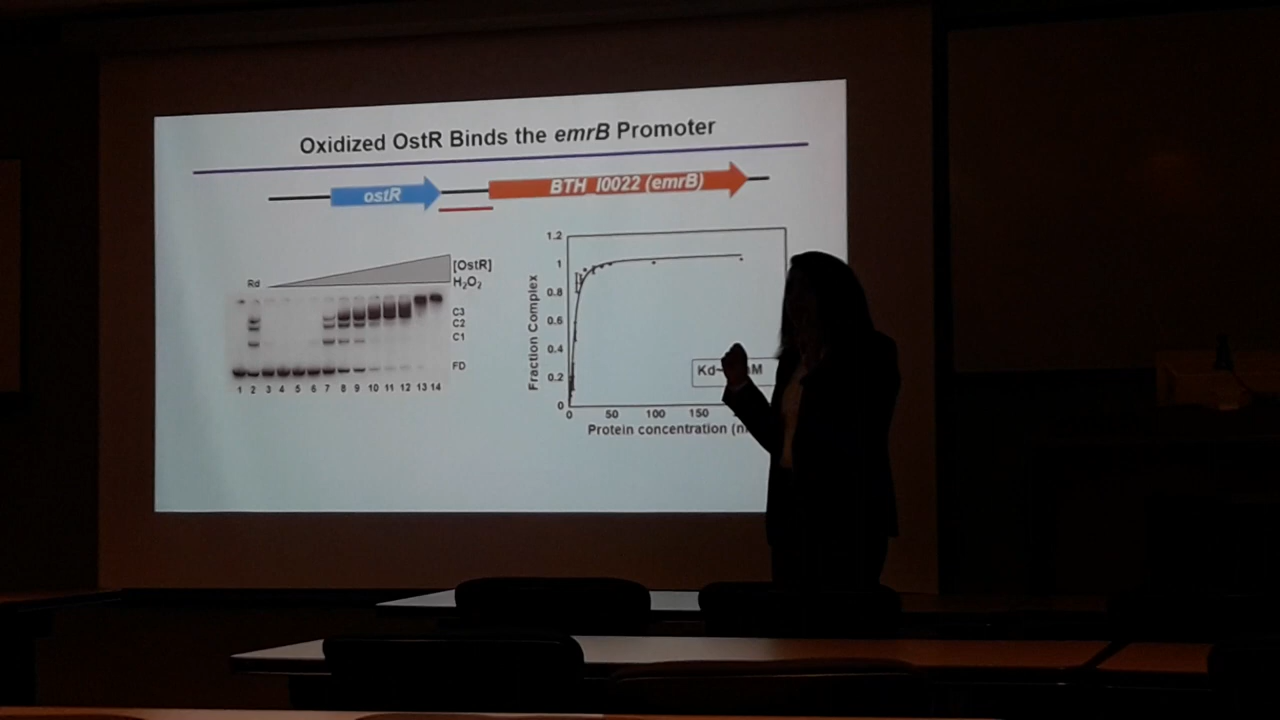 Oxidized OstR Binds the emrB Promoter
ostR
BTH_I0022 (emrB)
[OstR]
Rd
H₂O₂
C3
C2
C1
FD
1 2 3 4 5 6 7 8 9 10 11 12 13 14
Fraction Complex
1.2
1
0.8
0.6
0.4
0.2
0
0 50 100 150
Kd~
Protein concentration